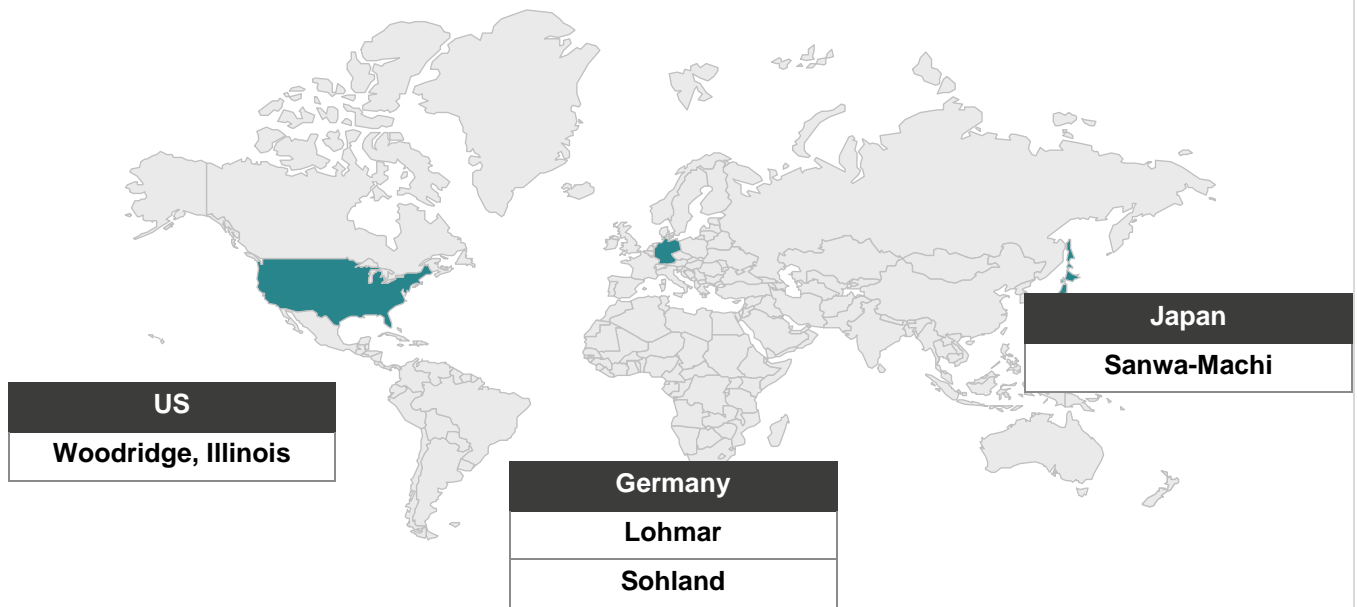 Japan
Sanwa-Machi
US
Woodridge, Illinois
Germany
Lohmar
Sohland